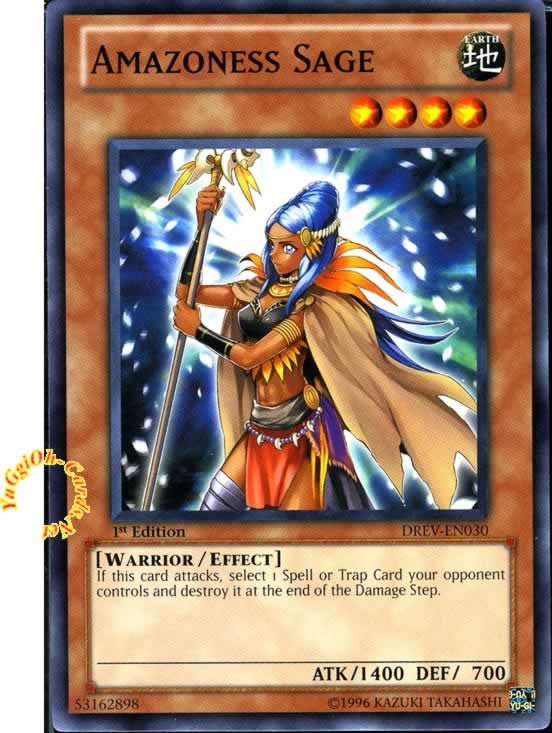 AMAZONESS SAGE
EARTH
地
YuGgiOh-Cards.Net
1st Edition
DREV-EN030
[WARRIOR/EFFECT]
If this card attacks, select 1 Spell or Trap Card your opponent
controls and destroy it at the end of the Damage Step.
ATK/1400 DEF/ 700
53162898
©1996 KAZUKI TAKAHASHI